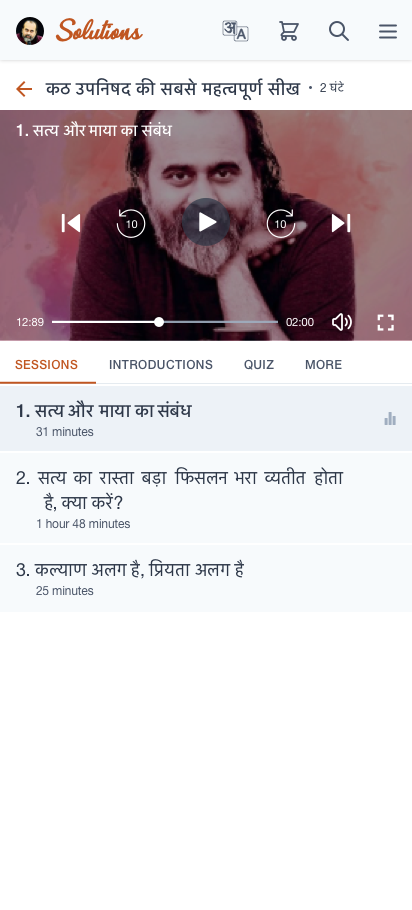 Solutions
अ A
कठ उपनिषद की सबसे महत्वपूर्ण सीख • 2 घंटे
1. सत्य और माया का संबंध
10 10
12:89 02:00
SESSIONS INTRODUCTIONS QUIZ MORE
1. सत्य और माया का संबंध
31 minutes
2. सत्य का रास्ता बड़ा फिसलन भरा व्यतीत होता
है, क्या करें?
1 hour 48 minutes
3. कल्याण अलग है, प्रियता अलग है
25 minutes